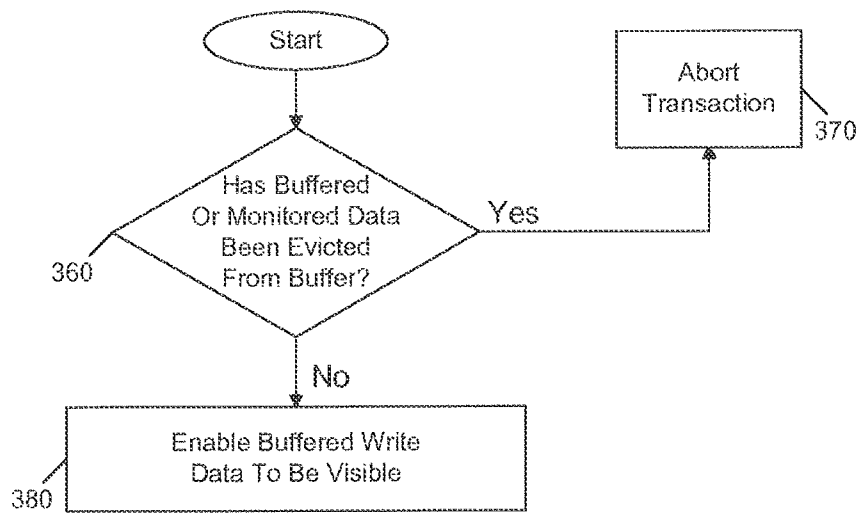 Start
Abort
Transaction
370
Has Buffered
Or Monitored Data
Been Evicted
From Buffer?
Yes
360
No
Enable Buffered Write
Data To Be Visible
380